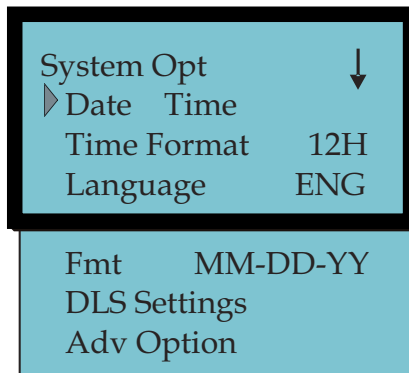 System Opt ↓
Date Time
Time Format 12H
Language ENG
Fmt MM-DD-YY
DLS Settings
Adv Option